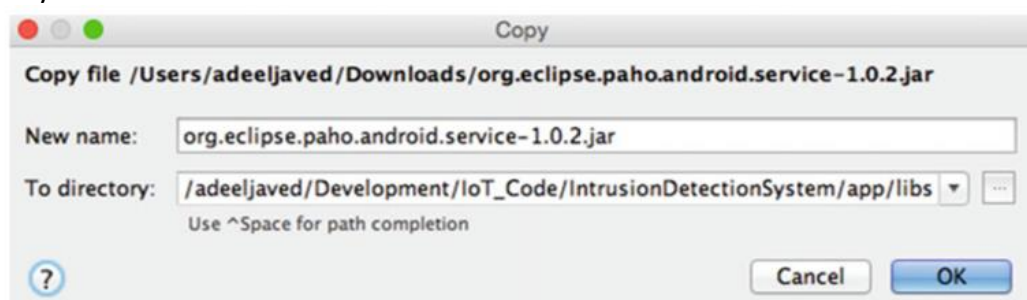 Copy
Copy file /Users/adeeljaved/Downloads/org.eclipse.paho.android.service-1.0.2.jar
New name: org.eclipse.paho.android.service-1.0.2.jar
To directory: /adeeljaved/Development/IoT_Code/IntrusionDetectionSystem/app/libs ...
Use ^Space for path completion
? Cancel OK